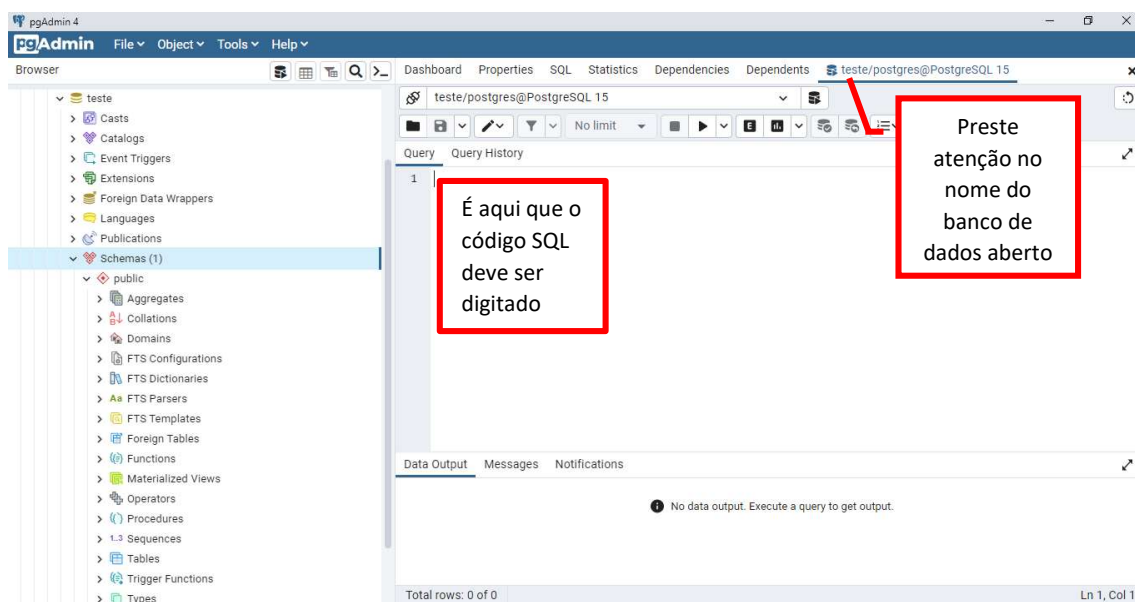 pgAdmin 4
pgAdmin File Object Tools Help
Browser
Dashboard Properties SQL Statistics Dependencies Dependents teste/postgres@PostgreSQL 15
teste
Casts
Catalogs
Event Triggers
Extensions
Foreign Data Wrappers
Languages
Publications
Schemas (1)
public
Aggregates
Collations
Domains
FTS Configurations
FTS Dictionaries
Aa FTS Parsers
FTS Templates
Foreign Tables
Functions
Materialized Views
Operators
Procedures
1..3 Sequences
Tables
Trigger Functions
Types
teste/postgres@PostgreSQL 15
No limit
E
Query Query History
1
É aqui que o
código SQL
deve ser
digitado
Preste
atenção no
nome do
banco de
dados aberto
Data Output Messages Notifications
No data output. Execute a query to get output.
Total rows: 0 of 0
Ln 1, Col 1